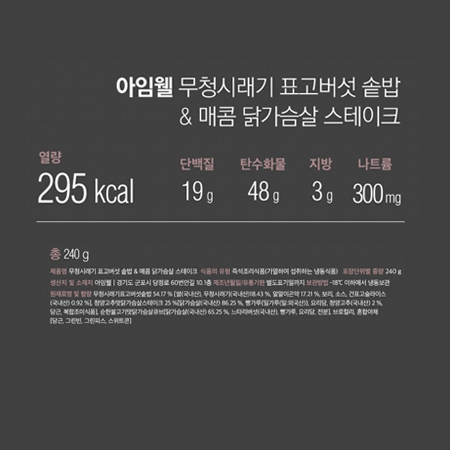 아임웰 무청시래기 표고버섯 솥밥
& 매콤 닭가슴살 스테이크
열량 단백질 탄수화물 지방 나트륨
295 kcal 19 g 48 g 3 g 300 mg
총 240 g
제품명 무청시래기 표고버섯 솥밥 & 매콤 닭가슴살 스테이크 식품의 유형 즉석조리식품(가열하여 섭취하는 냉동식품) 포장단위별 중량 240 g
생산지 및 소재지 아임웰 | 경기도 군포시 당정로 60번안길 10.1층 제조년월일/유통기한 별도표기일까지 보관방법 -18℃ 이하에서 냉동보관
원재료명 및 함량 무청시래기표고버섯솥밥 54.17 % [쌀(국내산), 무청시래기(국내산)18.43 %, 알알이곤약 17.21 %, 보리, 소스, 건표고슬라이스
(국내산) 0.92 %], 청양고추맛닭가슴살스테이크 25 %[닭가슴살(국내산) 86.25 %, 빵가루(밀가루(밀:외국산)), 요리당, 청양고추(국내산) 2 %,
당근, 복합조미식품], 순한불고기맛닭가슴살큐브[닭가슴살(국내산) 65.25 %, 느타리버섯(국내산), 빵가루, 요리당, 전분], 브로컬리, 혼합야채
[당근, 그린빈, 그린피스, 스위트콘]